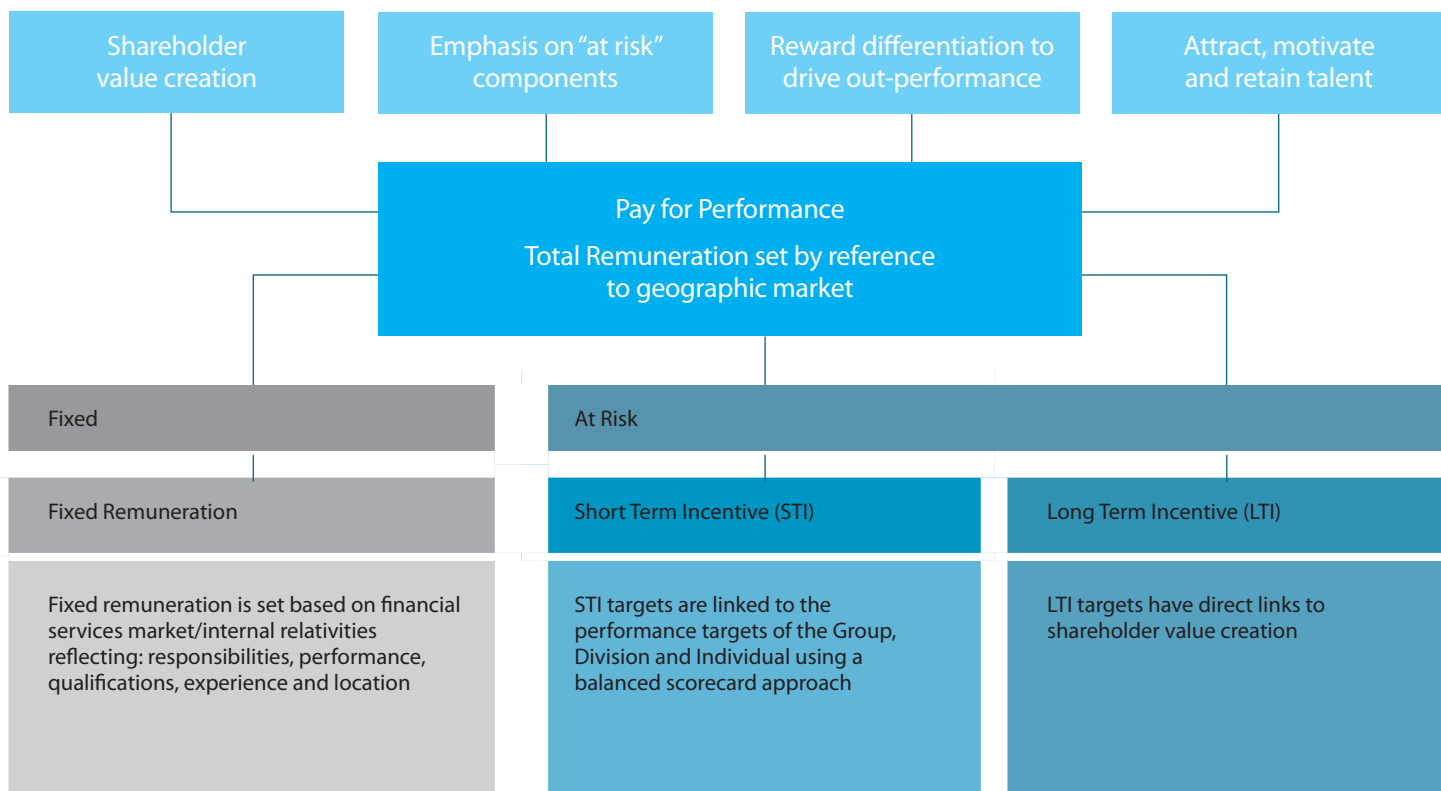 Shareholder
value creation
Emphasis on “at risk”
components
Reward differentiation to
drive out-performance
Attract, motivate
and retain talent
Pay for Performance
Total Remuneration set by reference
to geographic market
Fixed
At Risk
Fixed Remuneration
Short Term Incentive (STI)
Long Term Incentive (LTI)
Fixed remuneration is set based on financial
services market/internal relativities
reflecting: responsibilities, performance,
qualifications, experience and location
STI targets are linked to the
performance targets of the Group,
Division and Individual using a
balanced scorecard approach
LTI targets have direct links to
shareholder value creation